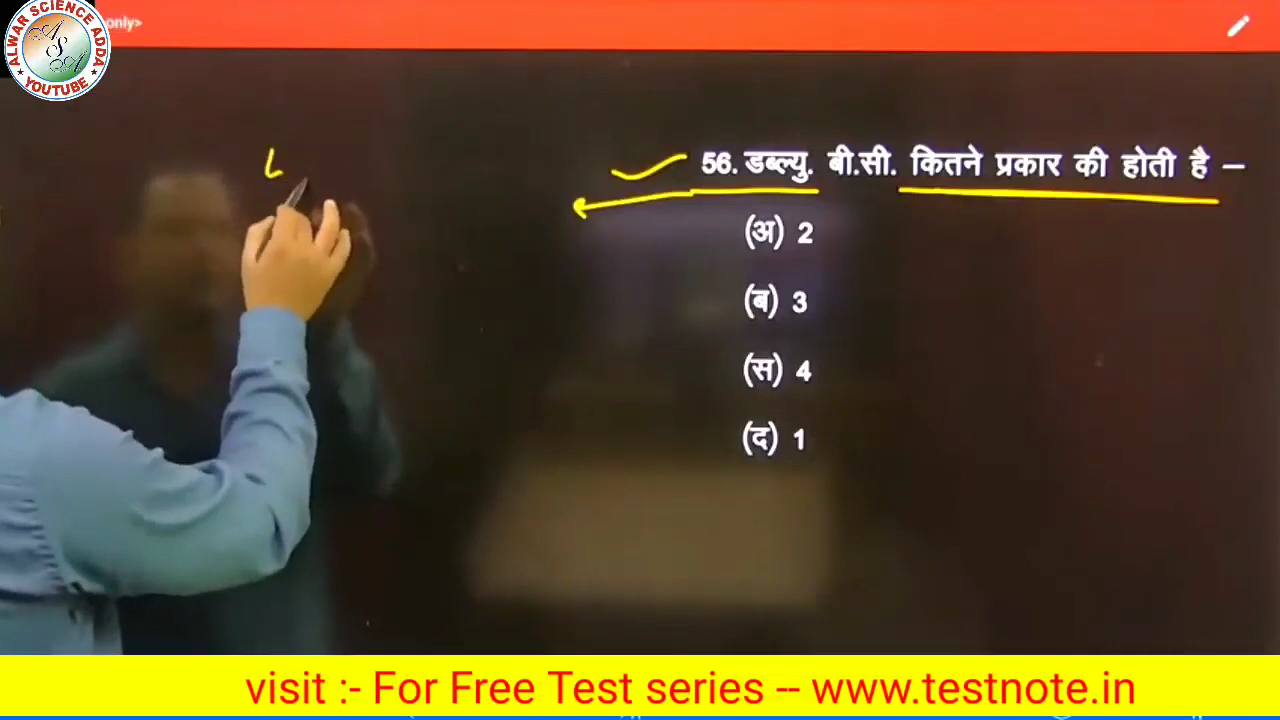 only>
ALWAR SCIENCE ADDA
A S A
YOUTUBE
L
56. डब्ल्यु. बी.सी. कितने प्रकार की होती है –
(अ) 2
(ब) 3
(स) 4
(द) 1
visit :- For Free Test series -- www.testnote.in